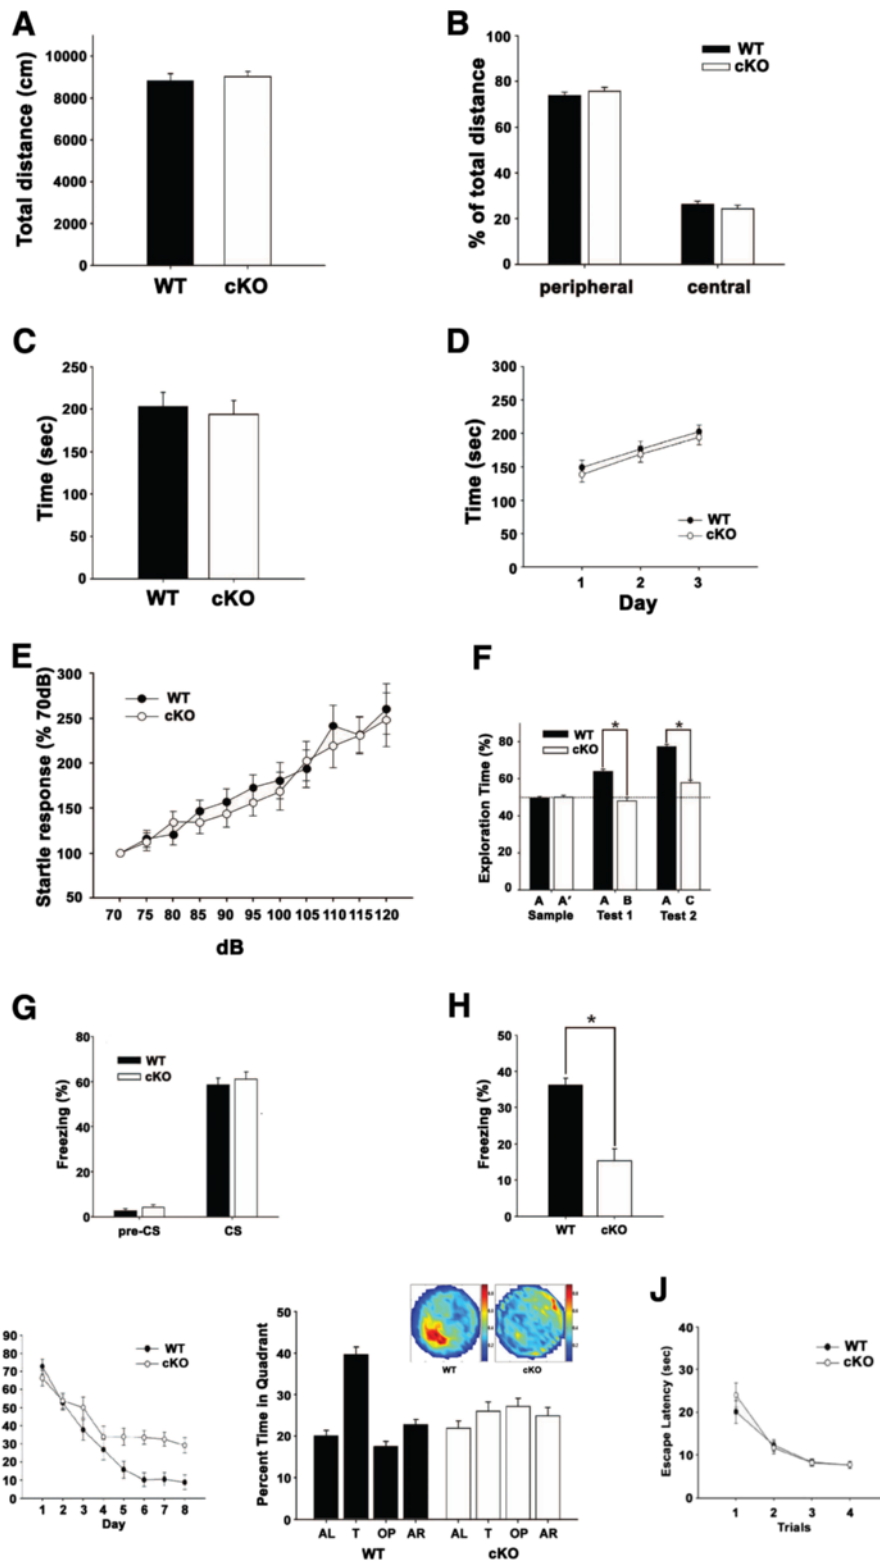 A
Total distance (cm)
10000
8000
6000
4000
2000
0
WT cKO
B
% of total distance
100
80
60
40
20
0
WT
cKO
peripheral central
C
Time (sec)
250
200
150
100
50
0
WT cKO
D
Time (sec)
300
250
200
150
100
50
0
WT
cKO
1 2 3
Day
E
Startle response (% 70dB)
300
250
200
150
100
50
WT
cKO
70 75 80 85 90 95 100 105 110 115 120
dB
F
Exploration Time (%)
80
60
40
20
0
WT
cKO
* *
A A' A B A C
Sample Test 1 Test 2
G
Freezing (%)
80
60
40
20
0
WT
cKO
pre-CS CS
H
Freezing (%)
50
40
30
20
10
0
*
WT cKO
90
80
70
60
50
40
30
20
10
0
WT
cKO
1 2 3 4 5 6 7 8
Day
Percent Time in Quadrant
50
40
30
20
10
0
WT cKO
AL T OP AR AL T OP AR
WT cKO
J
Escape Latency (sec)
40
30
20
10
0
WT
cKO
1 2 3 4
Trials